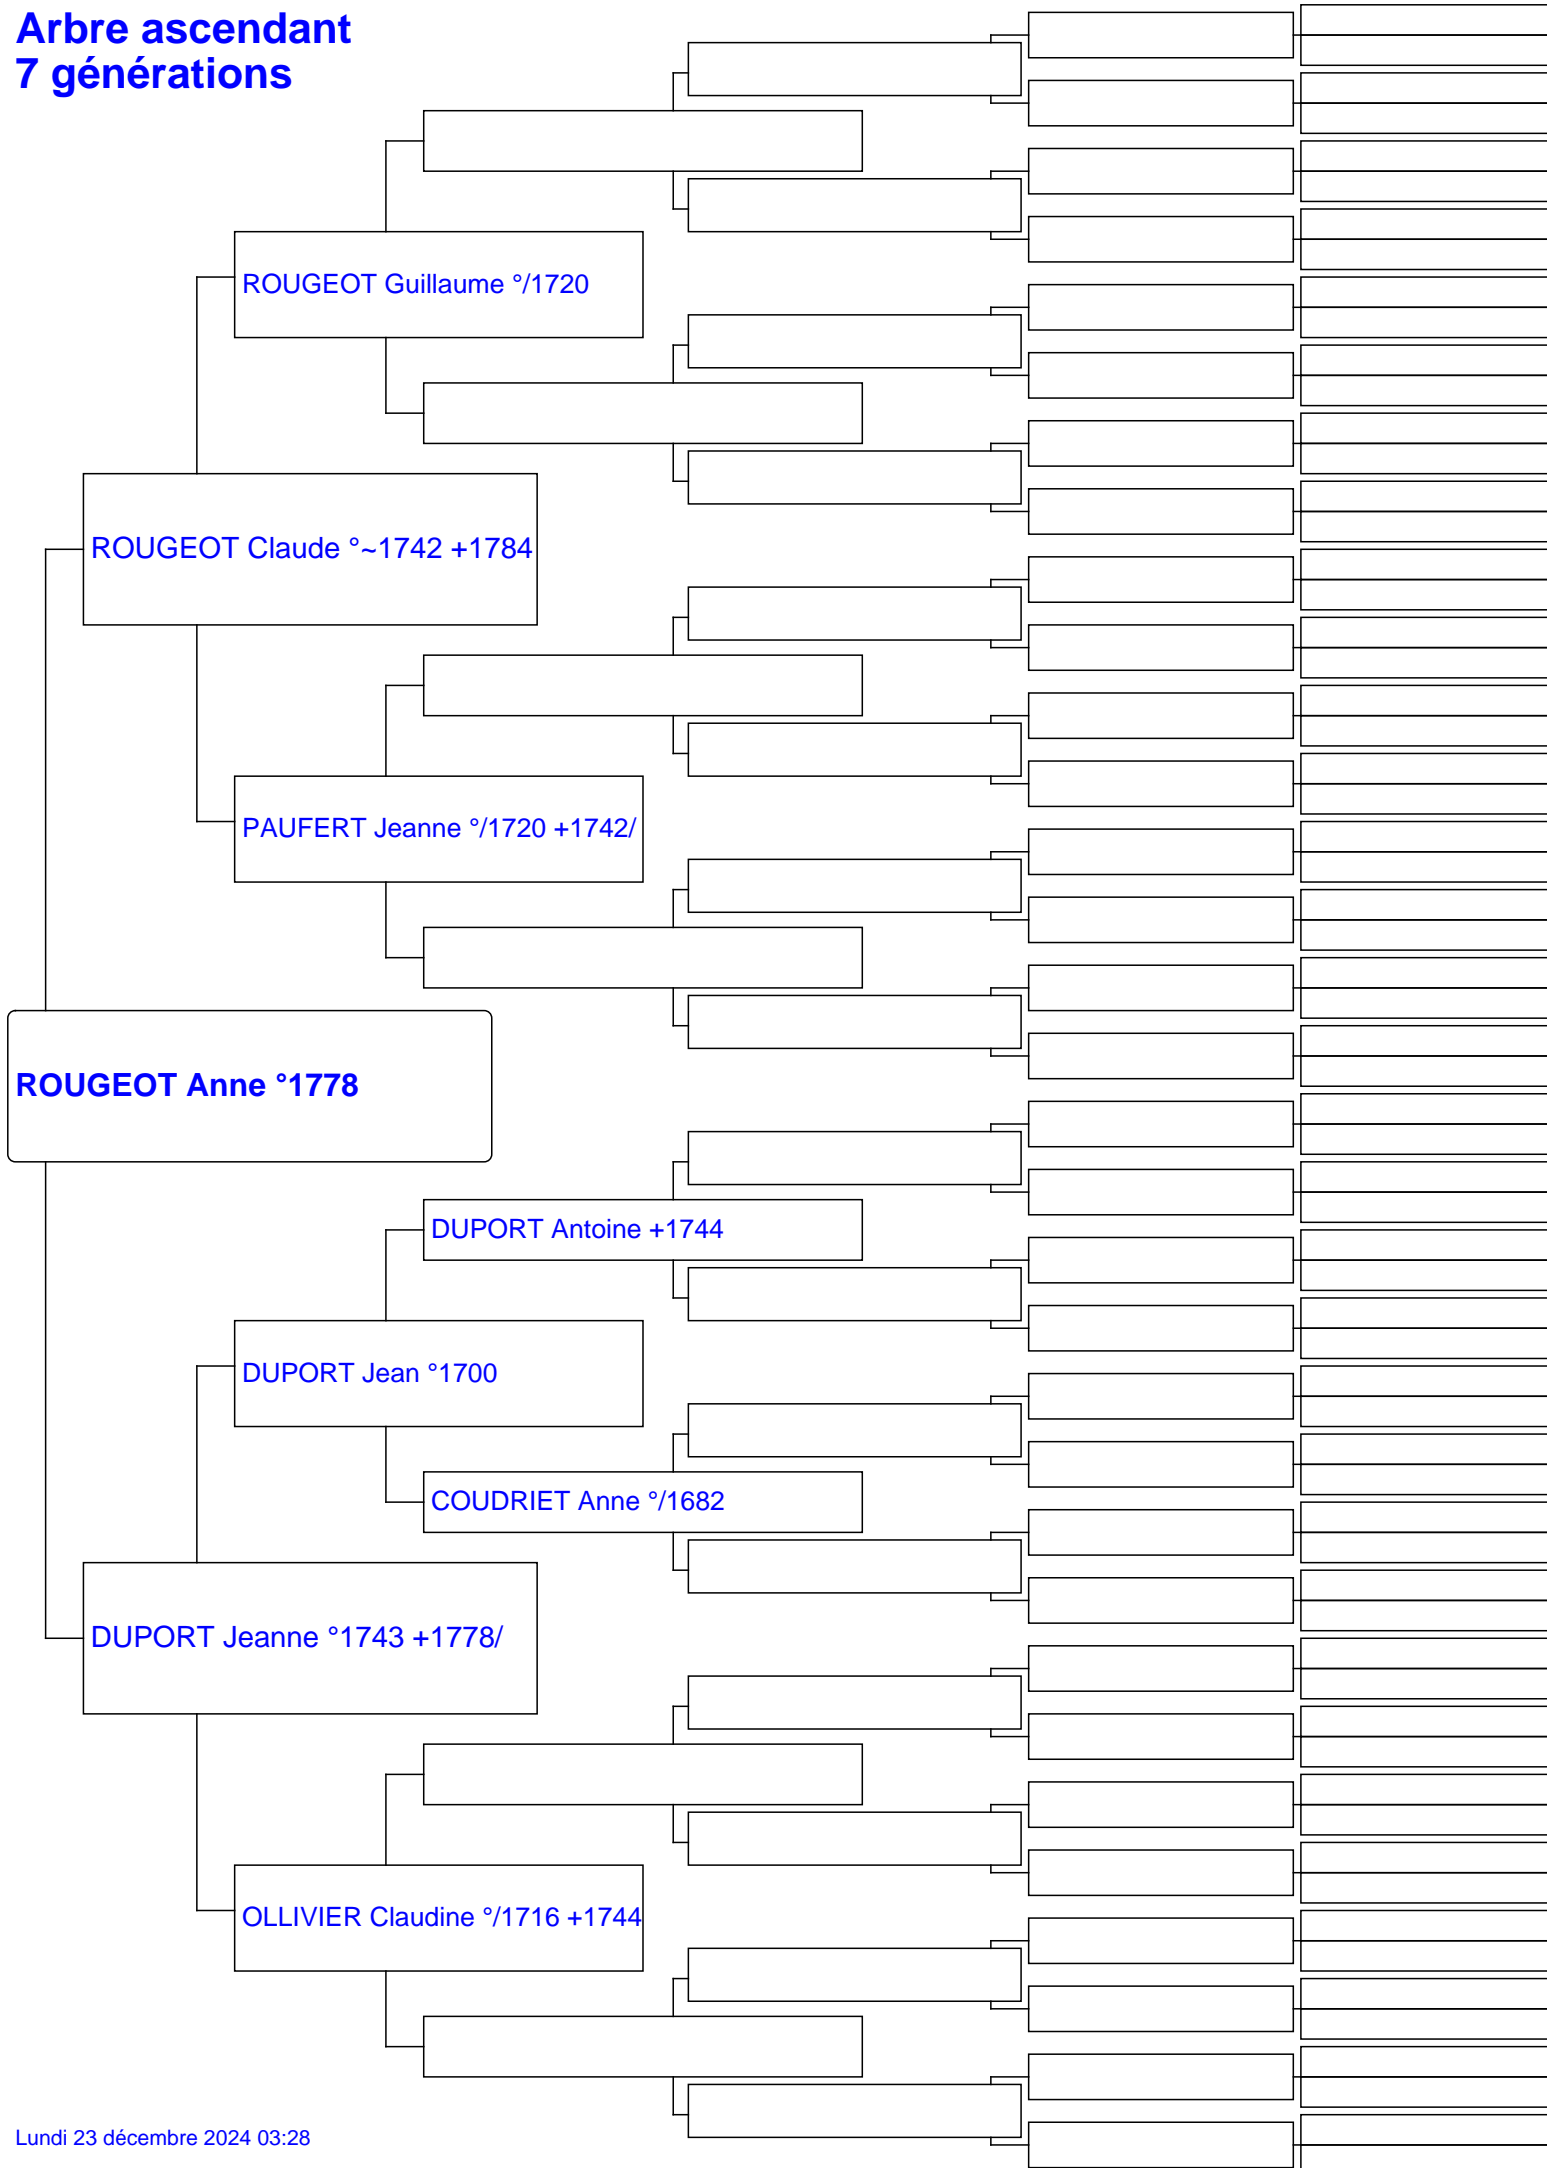 Arbre ascendant
7 générations
ROUGEOT Guillaume °/1720
ROUGEOT Claude °~1742 +1784
PAUFERT Jeanne °/1720 +1742/
ROUGEOT Anne °1778
DUPORT Antoine +1744
DUPORT Jean °1700
COUDRIET Anne °/1682
DUPORT Jeanne °1743 +1778/
OLLIVIER Claudine °/1716 +1744
Lundi 23 décembre 2024 03:28